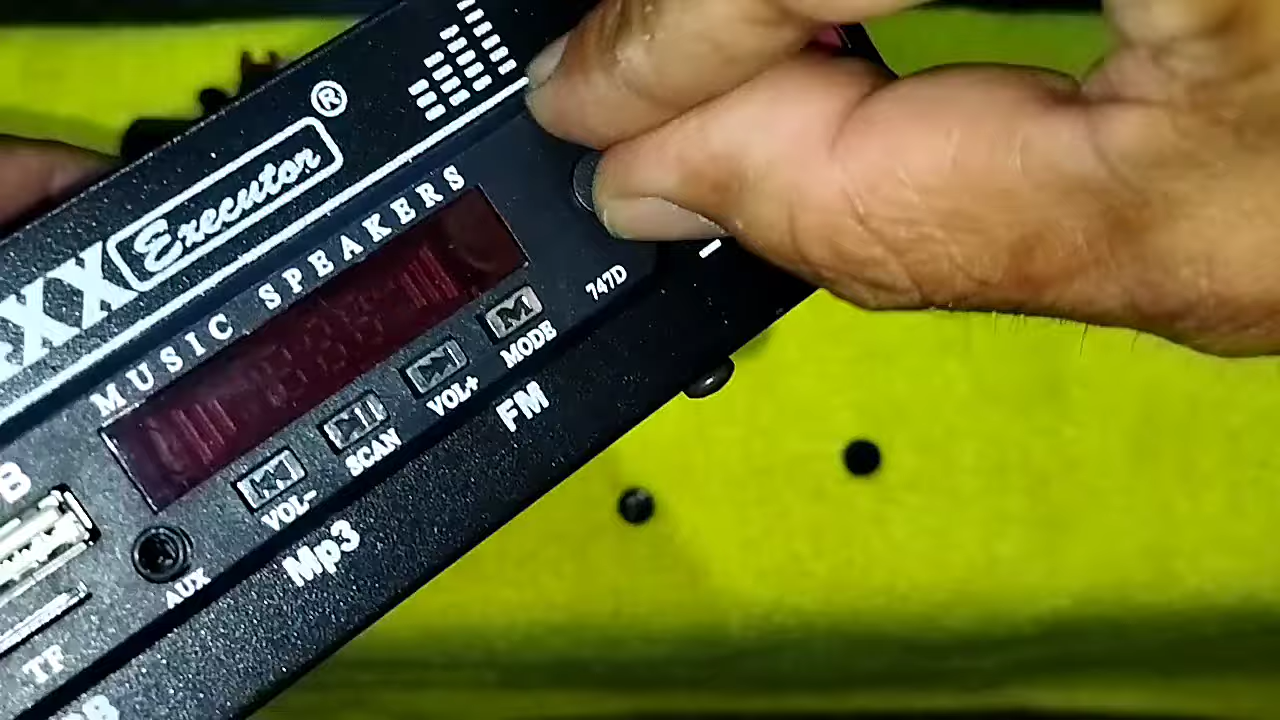 XX Executor ®
MUSIC SPEAKERS
747D
MODE
VOL+
SCAN
VOL-
AUX
TF
FM
Mp3